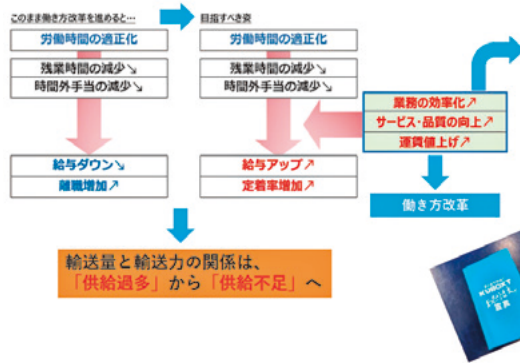 このまま働き方改革を進めると…
労働時間の適正化
残業時間の減少↘
時間外手当の減少↘
給与ダウン↘
離職増加↗
目指すべき姿
労働時間の適正化
残業時間の減少↘
時間外手当の減少↘
給与アップ↗
定着率増加↗
業務の効率化↗
サービス・品質の向上↗
運賃値上げ↗
働き方改革
輸送量と輸送力の関係は、
「供給過多」から「供給不足」へ